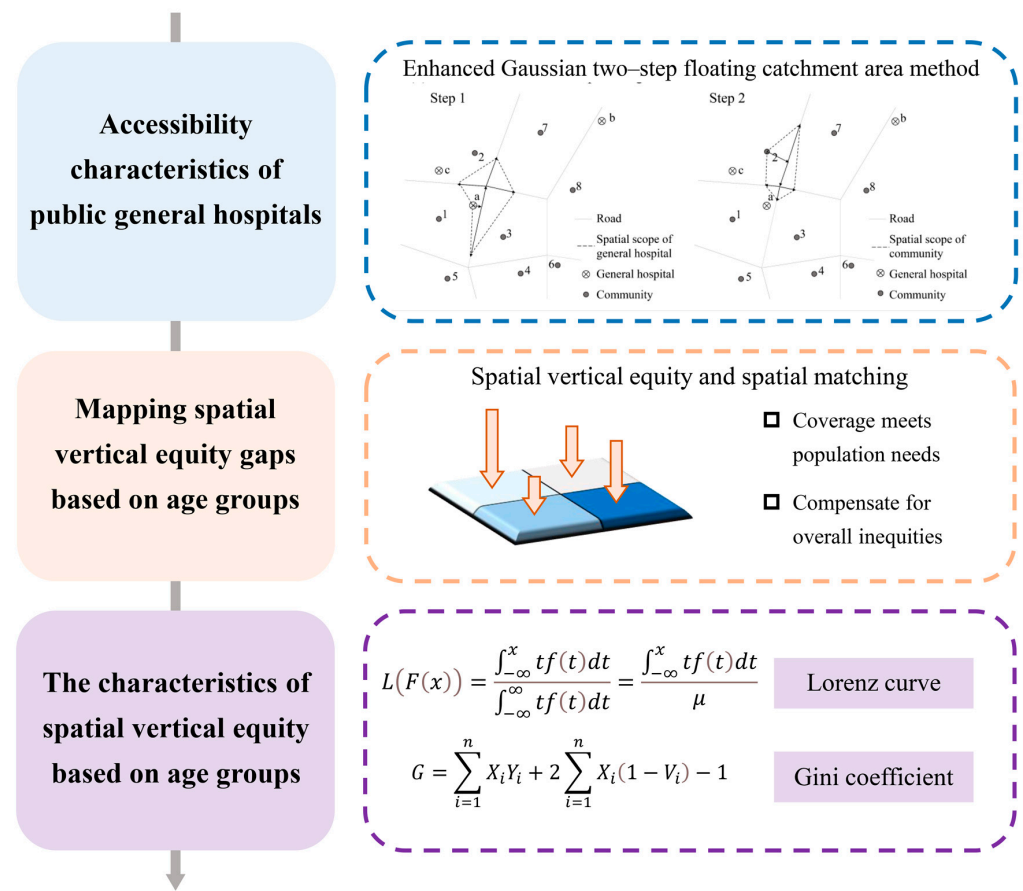 Accessibility
characteristics of
public general hospitals
Enhanced Gaussian two–step floating catchment area method
Step 1
b
7
2
c
8
a
1
Road
3
Spatial scope of
general hospital
6
General hospital
5
4
Community
Step 2
b
7
2
c
8
a
1
Road
3
Spatial scope of
community
6
General hospital
5
4
Community
Mapping spatial
vertical equity gaps
based on age groups
Spatial vertical equity and spatial matching
Coverage meets
population needs
Compensate for
overall inequities
The characteristics of
spatial vertical equity
based on age groups
L(F(x)) = ∫_{-∞}^{x} tf(t)dt / ∫_{-∞}^{∞} tf(t)dt = ∫_{-∞}^{x} tf(t)dt / μ
Lorenz curve
G = ∑_{i=1}^{n} X_i Y_i + 2 ∑_{i=1}^{n} X_i (1 − V_i) − 1
Gini coefficient